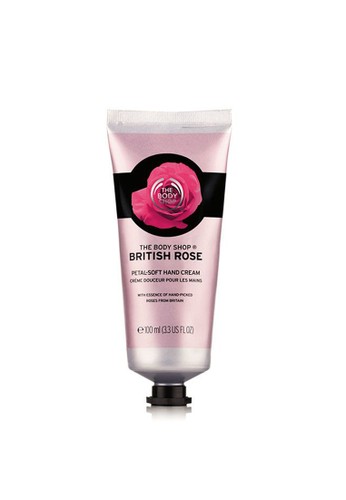 THE
BODY
SHOP
THE BODY SHOP®
BRITISH ROSE
PETAL-SOFT HAND CREAM
CRÈME DOUCEUR POUR LES MAINS
WITH ESSENCE OF HAND-PICKED
ROSES FROM BRITAIN
℮ 100 ml (3.3 US FL OZ)